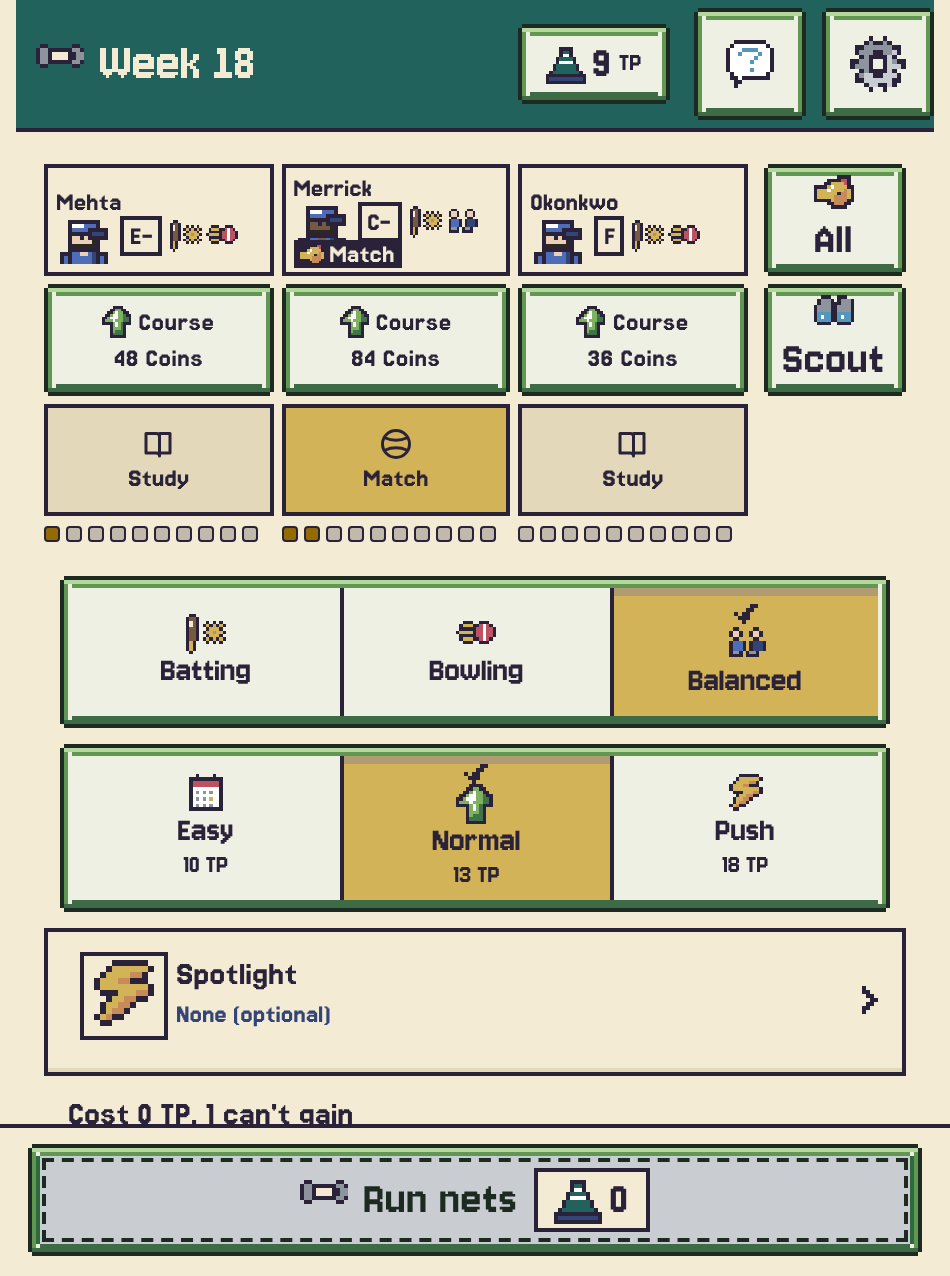 Week 18
9 TP
?
Mehta
E-
Merrick
C-
Match
Okonkwo
F
All
Course
48 Coins
Course
84 Coins
Course
36 Coins
Scout
Study
Match
Study
Batting
Bowling
Balanced
Easy
10 TP
Normal
13 TP
Push
18 TP
Spotlight
None (optional)
Cost 0 TP. 1 can't gain
Run nets
0